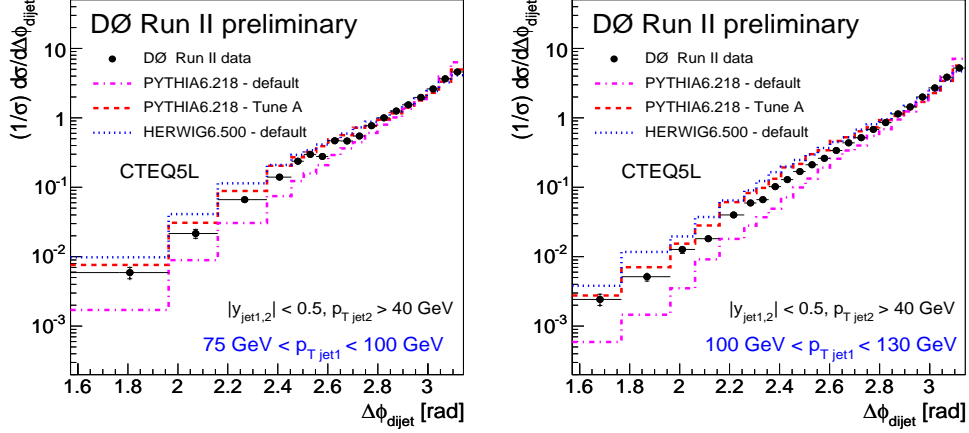 DØ Run II preliminary
(1/σ) dσ/dΔϕdijet
DØ Run II data
PYTHIA6.218 - default
PYTHIA6.218 - Tune A
HERWIG6.500 - default
CTEQ5L
|yjet1,2| < 0.5, pT jet2 > 40 GeV
75 GeV < pT jet1 < 100 GeV
10
1
10-1
10-2
10-3
1.6 1.8 2 2.2 2.4 2.6 2.8 3
Δϕdijet [rad]
DØ Run II preliminary
(1/σ) dσ/dΔϕdijet
DØ Run II data
PYTHIA6.218 - default
PYTHIA6.218 - Tune A
HERWIG6.500 - default
CTEQ5L
|yjet1,2| < 0.5, pT jet2 > 40 GeV
100 GeV < pT jet1 < 130 GeV
10
1
10-1
10-2
10-3
1.6 1.8 2 2.2 2.4 2.6 2.8 3
Δϕdijet [rad]